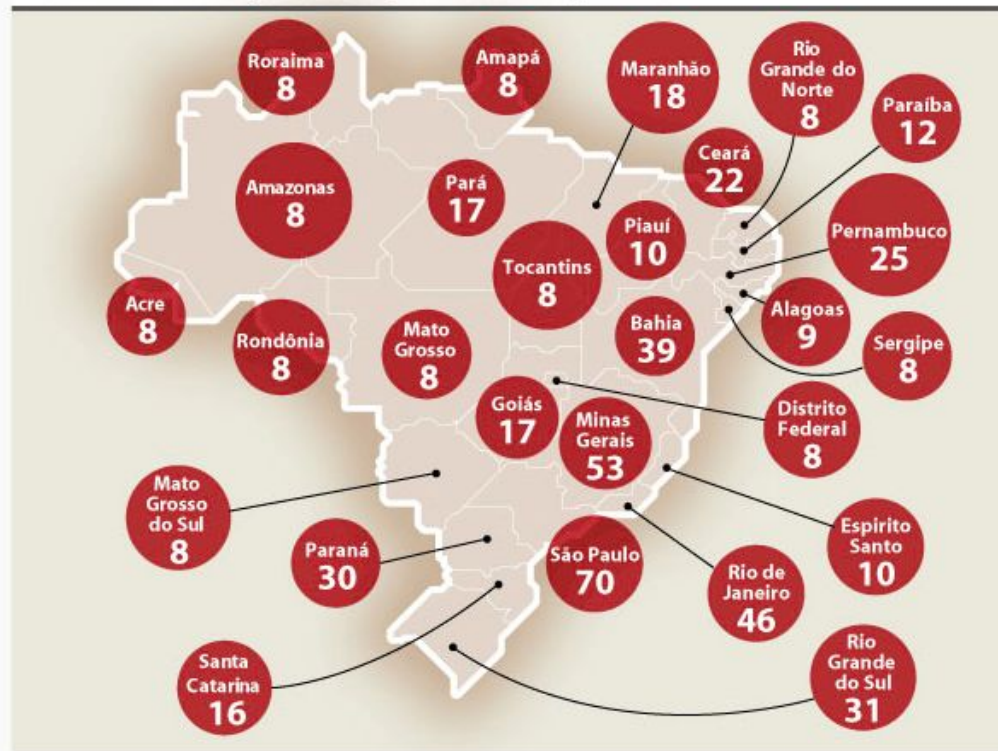 Roraima
8
Amapá
8
Maranhão
18
Rio
Grande do
Norte
8
Paraíba
12
Ceará
22
Amazonas
8
Pará
17
Piauí
10
Pernambuco
25
Tocantins
8
Acre
8
Rondônia
8
Mato
Grosso
8
Bahia
39
Alagoas
9
Sergipe
8
Goiás
17
Minas
Gerais
53
Distrito
Federal
8
Mato
Grosso
do Sul
8
Paraná
30
São Paulo
70
Rio de
Janeiro
46
Espirito
Santo
10
Santa
Catarina
16
Rio
Grande
do Sul
31